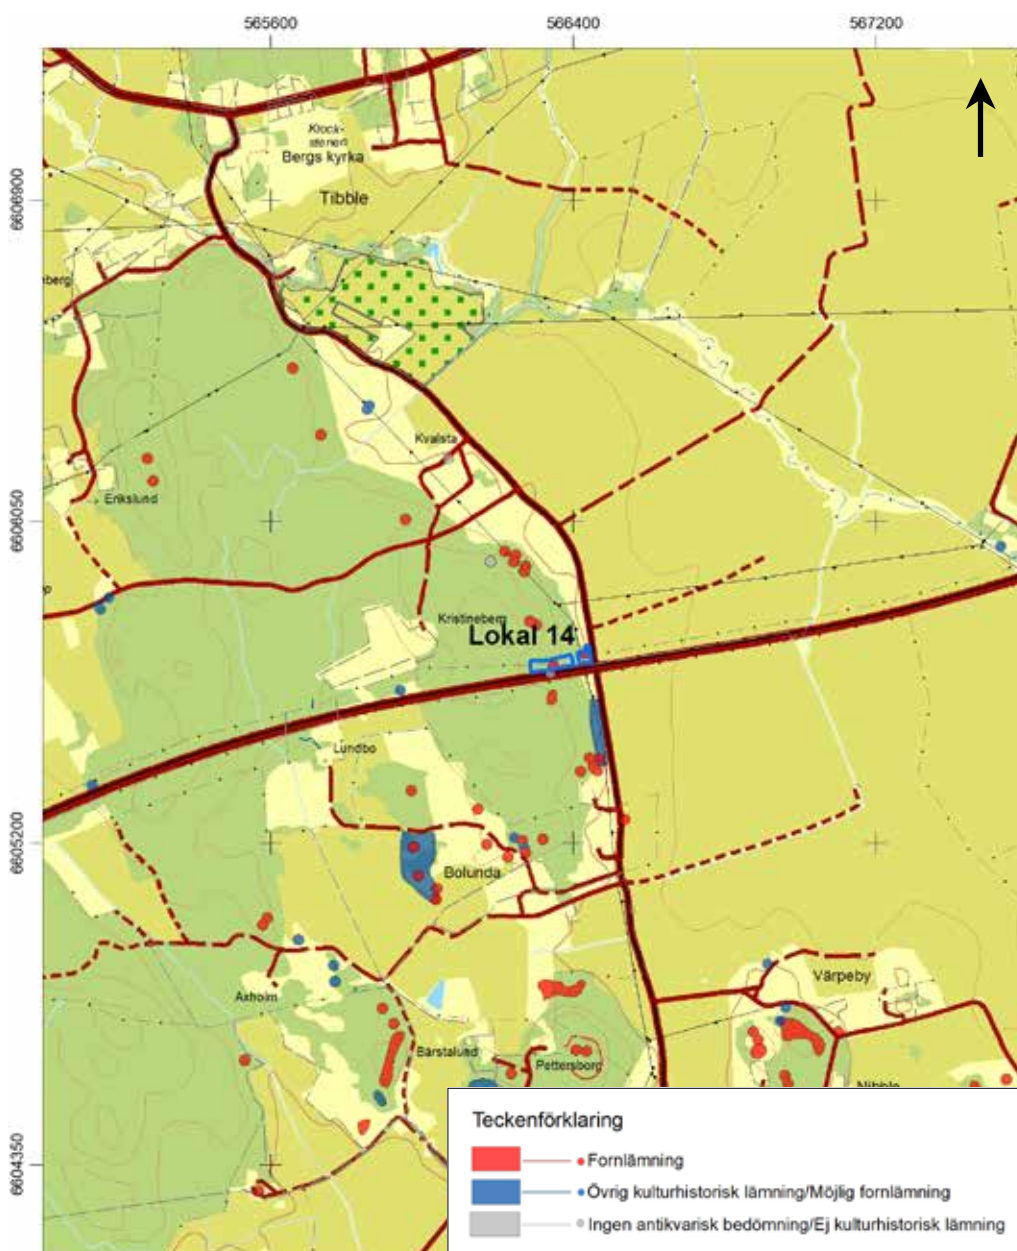 565600
566400
567200
Klock-
stenen
Bergs kyrka
Tibble
6606900
Kvalsta
Erikslund
6606050
Kristineberg
Lokal 14
Lundbo
6605200
Bolunda
Värpeby
Axholm
Bärstalund
Pettersborg
Nibble
6604350
Teckenförklaring
Fornlämning
Övrig kulturhistorisk lämning/Möjlig fornlämning
Ingen antikvarisk bedömning/Ej kulturhistorisk lämning